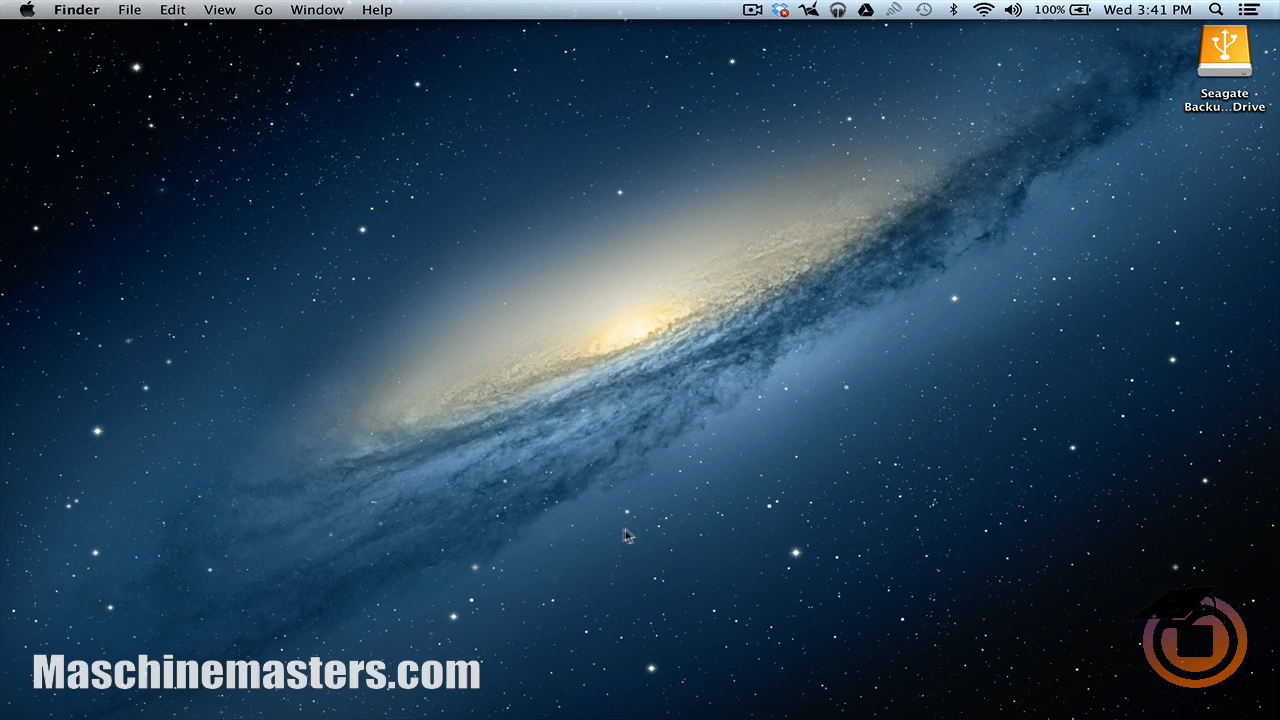 Finder File Edit View Go Window Help 100% Wed 3:41 PM
Seagate
Backu...Drive
Maschinemasters.com